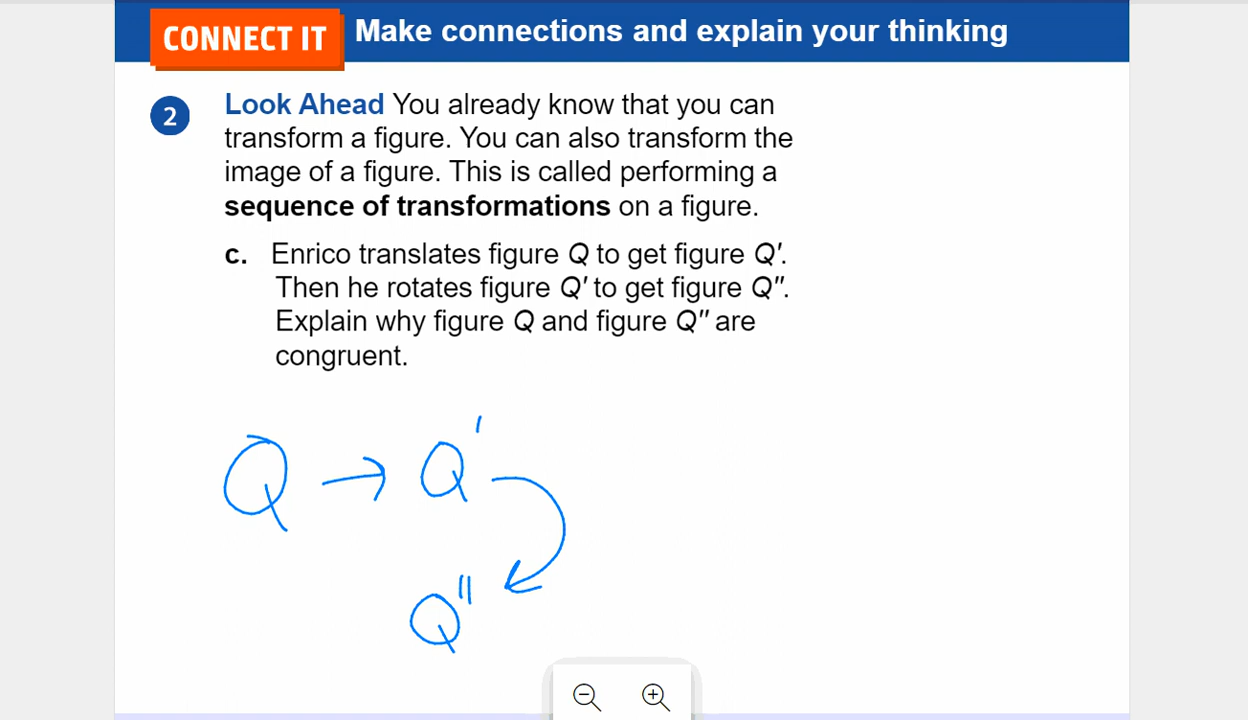 CONNECT IT Make connections and explain your thinking
2 Look Ahead You already know that you can
transform a figure. You can also transform the
image of a figure. This is called performing a
sequence of transformations on a figure.
c. Enrico translates figure Q to get figure Q′.
Then he rotates figure Q′ to get figure Q″.
Explain why figure Q and figure Q″ are
congruent.
Q → Q′
Q″